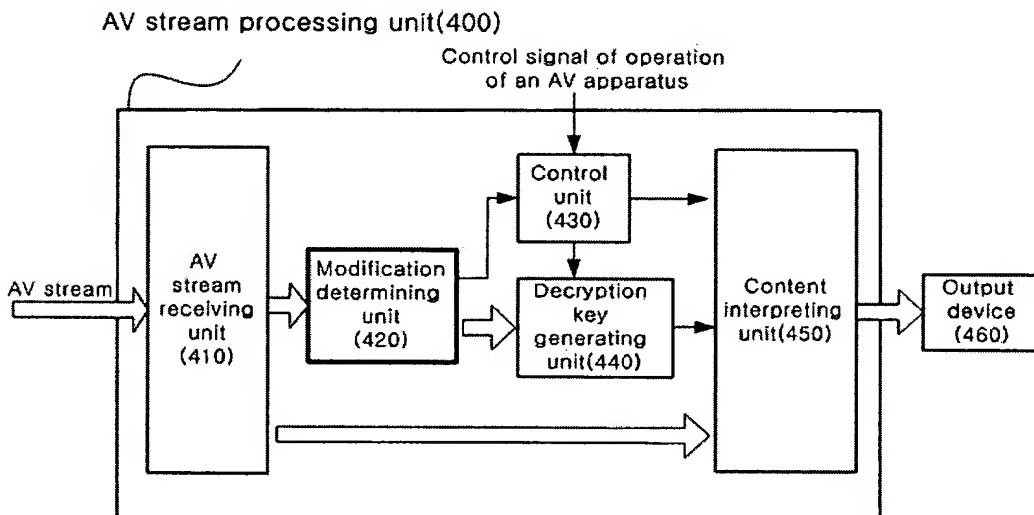 AV stream processing unit(400)
Control signal of operation
of an AV apparatus
Control
unit
(430)
AV
stream
receiving
unit
(410)
Modification
determining
unit
(420)
AV stream
Decryption
key
generating
unit(440)
Content
interpreting
unit(450)
Output
device
(460)